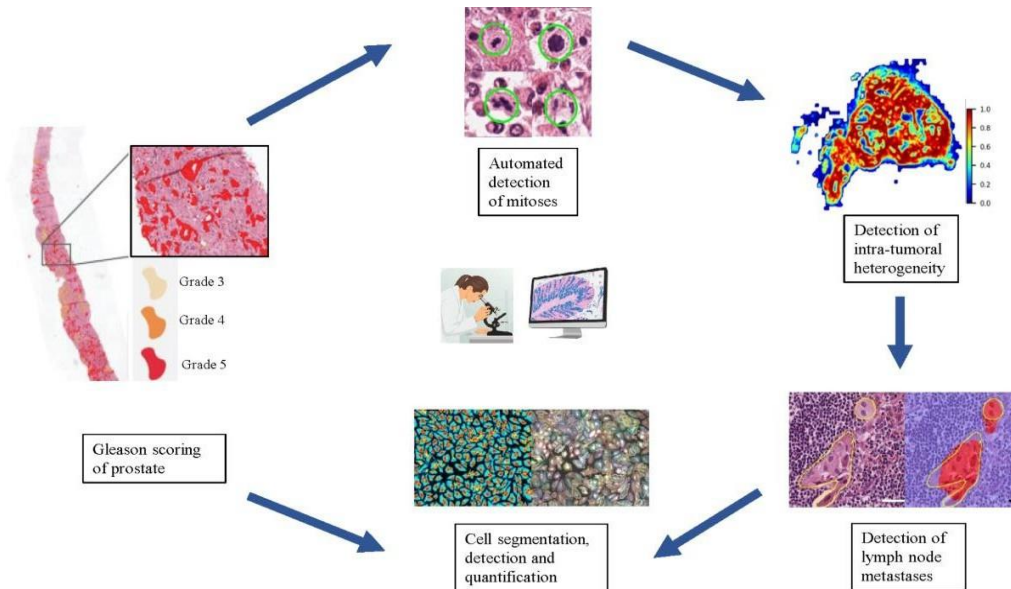 Automated
detection
of mitoses
1.0
0.8
0.6
0.4
0.2
0.0
Detection of
intra-tumoral
heterogeneity
Grade 3
Grade 4
Grade 5
Gleason scoring
of prostate
Cell segmentation,
detection and
quantification
Detection of
lymph node
metastases